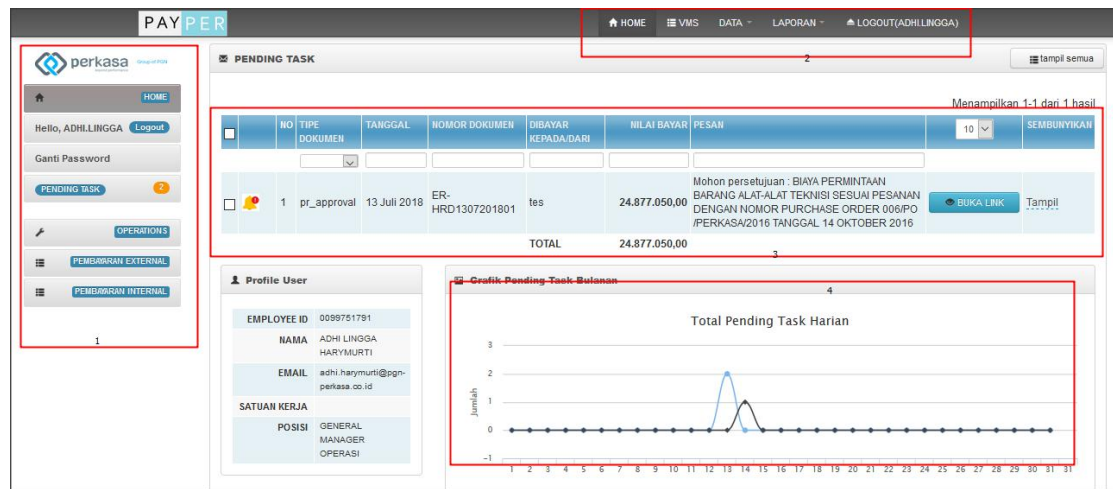 PAYPER
HOME VMS DATA LAPORAN LOGOUT(ADHI.LINGGA)
2
perkasa
HOME
Hello, ADHI.LINGGA Logout
Ganti Password
PENDING TASK 2
OPERATIONS
PEMBAYARAN EXTERNAL
PEMBAYARAN INTERNAL
1
PENDING TASK
tampil semua
Menampilkan 1-1 dari 1 hasil
NO TIPE DOKUMEN TANGGAL NOMOR DOKUMEN DIBAYAR KEPADA/DARI NILAI BAYAR PESAN 10 SEMBUNYIKAN
1 pr_approval 13 Juli 2018 ER-HRD1307201801 tes 24.877.050,00
Mohon persetujuan : BIAYA PERMINTAAN
BARANG ALAT-ALAT TEKNISI SESUAI PESANAN
DENGAN NOMOR PURCHASE ORDER 006/PO
/PERKASA/2016 TANGGAL 14 OKTOBER 2016
BUKA LINK Tampil
TOTAL 24.877.050,00
3
Profile User
EMPLOYEE ID 0099751791
NAMA ADHI LINGGA
HARYMURTI
EMAIL adhi.harymurti@pgn-
perkasa.co.id
SATUAN KERJA
POSISI GENERAL
MANAGER
OPERASI
Grafik Pending Task Bulanan
4
Total Pending Task Harian
Jumlah
3
2
1
0
-1
1 2 3 4 5 6 7 8 9 10 11 12 13 14 15 16 17 18 19 20 21 22 23 24 25 26 27 28 29 30 31 31